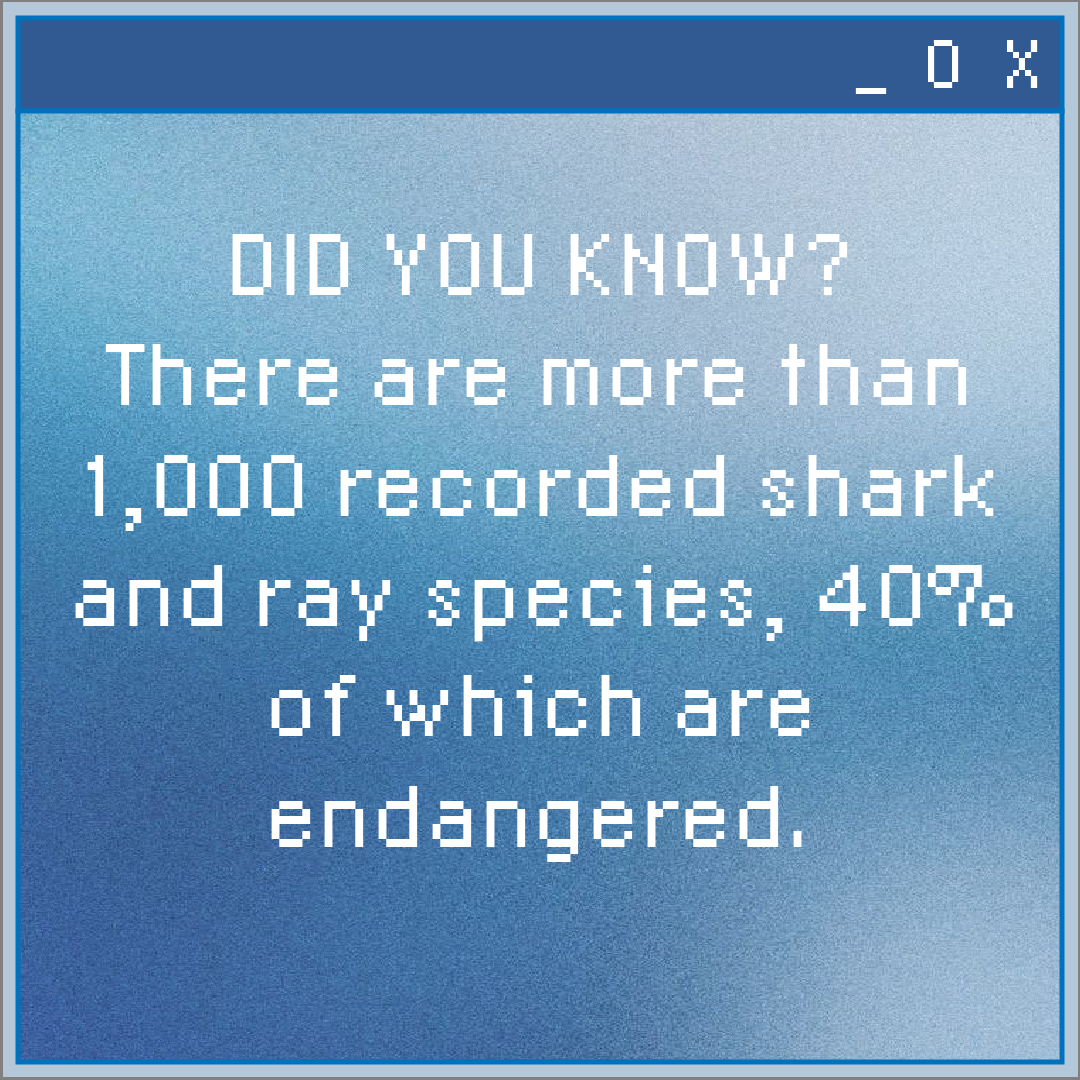 _ O X
DID YOU KNOW?
There are more than
1,000 recorded shark
and ray species, 40%
of which are
endangered.